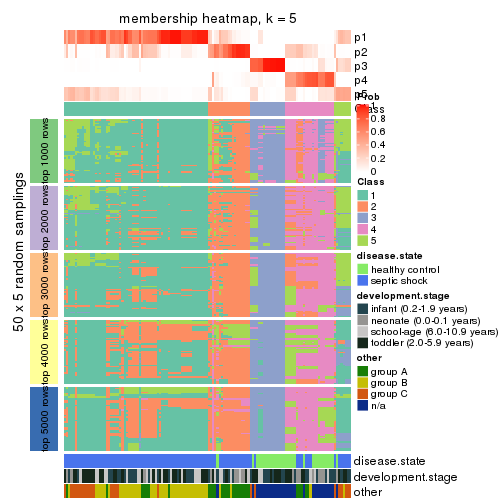 membership heatmap, k = 5
p1
p2
p3
p4
p5
Prob
1
0.8
0.6
0.4
0.2
0
Class
Class
1
2
3
4
5
disease.state
healthy control
septic shock
development.stage
infant (0.2-1.9 years)
neonate (0.0-0.1 years)
school-age (6.0-10.9 years)
toddler (2.0-5.9 years)
other
group A
group B
group C
n/a
50 x 5 random samplings
top 1000 rows
top 2000 rows
top 3000 rows
top 4000 rows
top 5000 rows
disease.state
development.stage
other